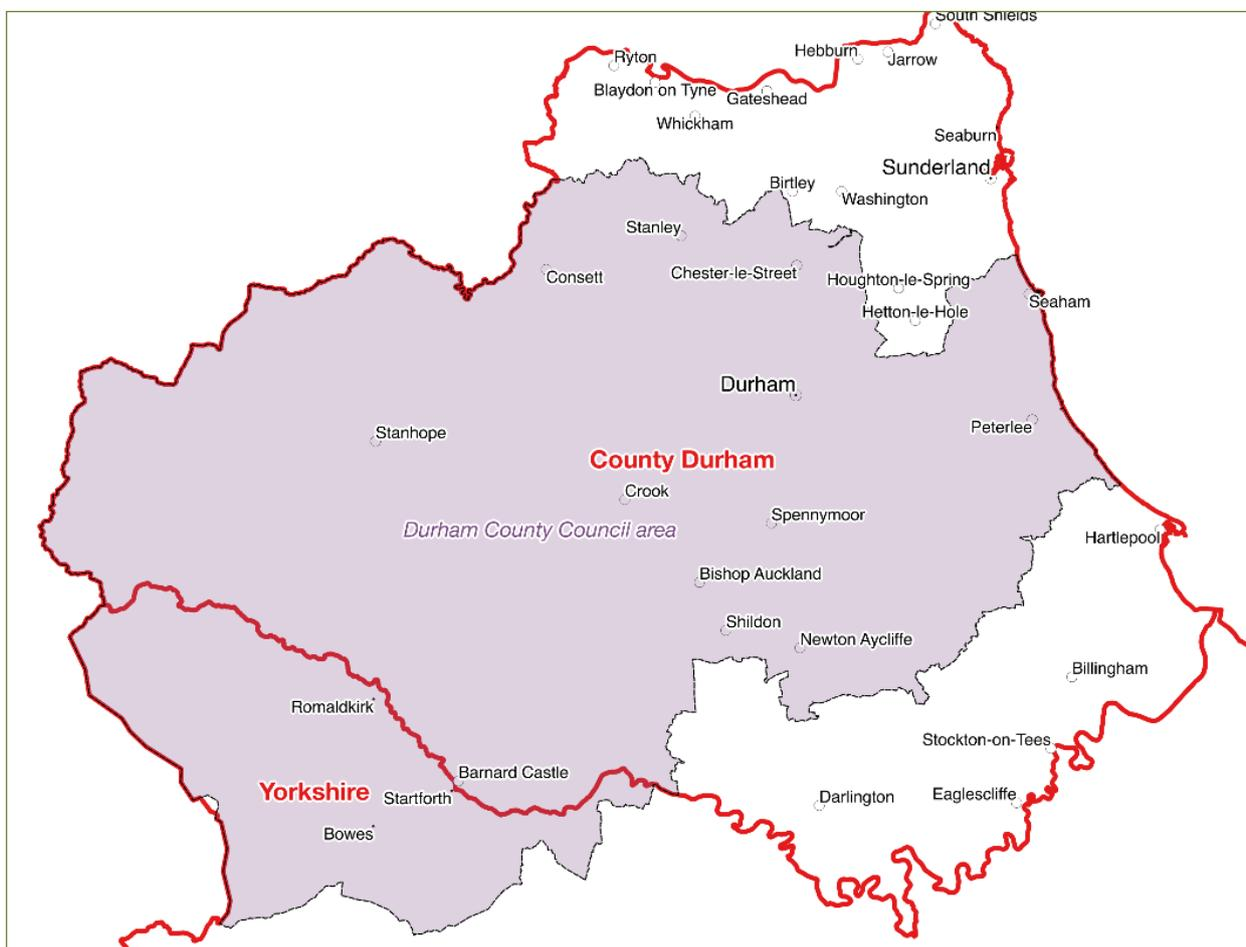 South Shields
Hebburn
Ryton
Jarrow
Blaydon on Tyne
Gateshead
Whickham
Seaburn
Sunderland
Birtley
Washington
Stanley
Chester-le-Street
Consett
Houghton-le-Spring
Seaham
Hetton-le-Hole
Durham
Peterlee
Stanhope
County Durham
Crook
Spennymoor
Durham County Council area
Hartlepool
Bishop Auckland
Shildon
Newton Aycliffe
Billingham
Romaldkirk
Stockton-on-Tees
Barnard Castle
Yorkshire
Startforth
Darlington
Eaglescliffe
Bowes